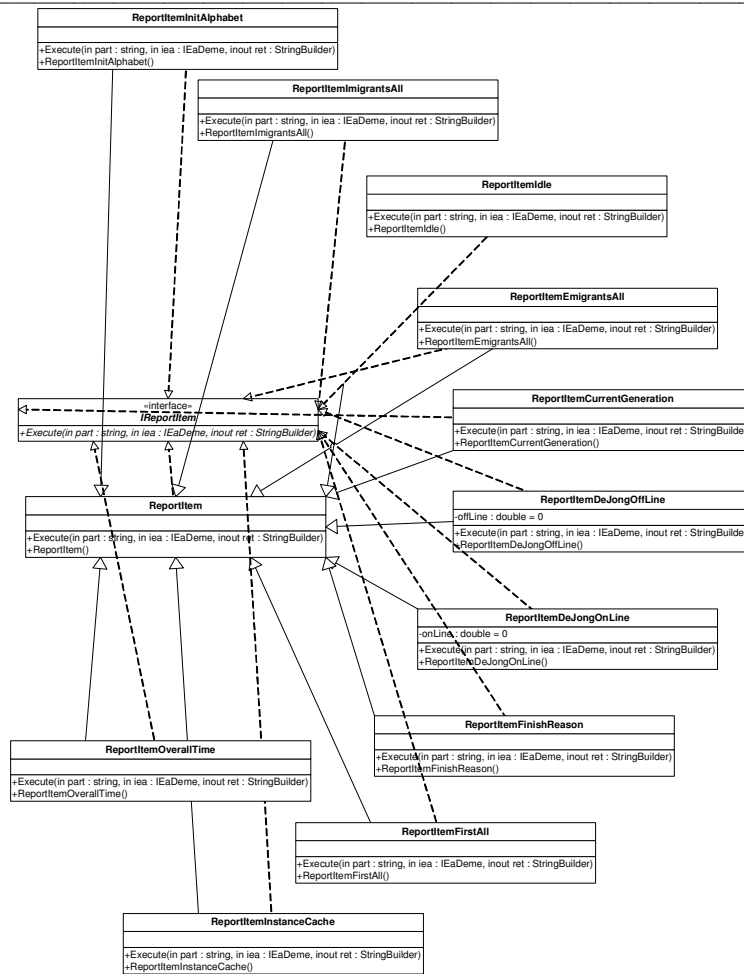 ReportItemInitAlphabet
+Execute(in part : string, in iea : IEaDeme, inout ret : StringBuilder)
+ReportItemInitAlphabet()
ReportItemImigrantsAll
+Execute(in part : string, in iea : IEaDeme, inout ret : StringBuilder)
+ReportItemImigrantsAll()
ReportItemIdle
+Execute(in part : string, in iea : IEaDeme, inout ret : StringBuilder)
+ReportItemIdle()
ReportItemEmigrantsAll
+Execute(in part : string, in iea : IEaDeme, inout ret : StringBuilder)
+ReportItemEmigrantsAll()
«interface»
IReportItem
+Execute(in part : string, in iea : IEaDeme, inout ret : StringBuilder)
ReportItemCurrentGeneration
+Execute(in part : string, in iea : IEaDeme, inout ret : StringBuilde
+ReportItemCurrentGeneration()
ReportItem
+Execute(in part : string, in iea : IEaDeme, inout ret : StringBuilder)
+ReportItem()
ReportItemDeJongOffLine
-offLine : double = 0
+Execute(in part : string, in iea : IEaDeme, inout ret : StringBuilde
+ReportItemDeJongOffLine()
ReportItemDeJongOnLine
-onLine : double = 0
+Execute(in part : string, in iea : IEaDeme, inout ret : StringBuilder)
+ReportItemDeJongOnLine()
ReportItemFinishReason
+Execute(in part : string, in iea : IEaDeme, inout ret : StringBuilder)
+ReportItemFinishReason()
ReportItemOverallTime
+Execute(in part : string, in iea : IEaDeme, inout ret : StringBuilder)
+ReportItemOverallTime()
ReportItemFirstAll
+Execute(in part : string, in iea : IEaDeme, inout ret : StringBuilder)
+ReportItemFirstAll()
ReportItemInstanceCache
+Execute(in part : string, in iea : IEaDeme, inout ret : StringBuilder)
+ReportItemInstanceCache()